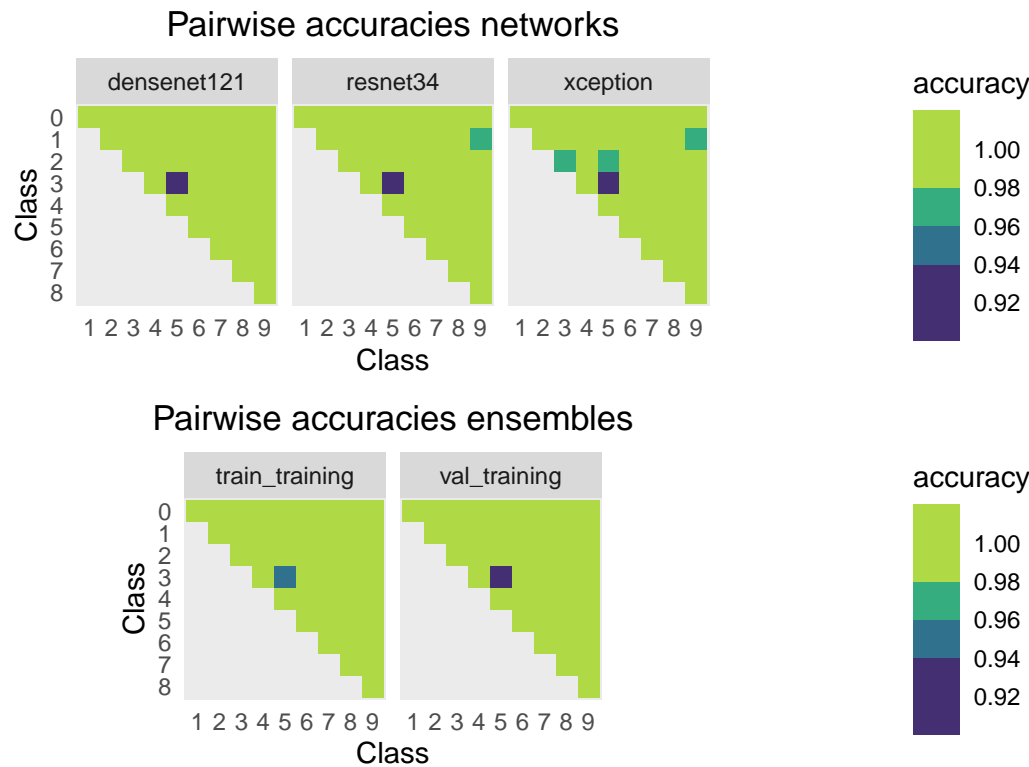 Pairwise accuracies networks
densenet121 resnet34 xception
Class
0
1
2
3
4
5
6
7
8
1 2 3 4 5 6 7 8 9 1 2 3 4 5 6 7 8 9 1 2 3 4 5 6 7 8 9
Class
accuracy
1.00
0.98
0.96
0.94
0.92
Pairwise accuracies ensembles
train_training val_training
Class
0
1
2
3
4
5
6
7
8
1 2 3 4 5 6 7 8 9 1 2 3 4 5 6 7 8 9
Class
accuracy
1.00
0.98
0.96
0.94
0.92